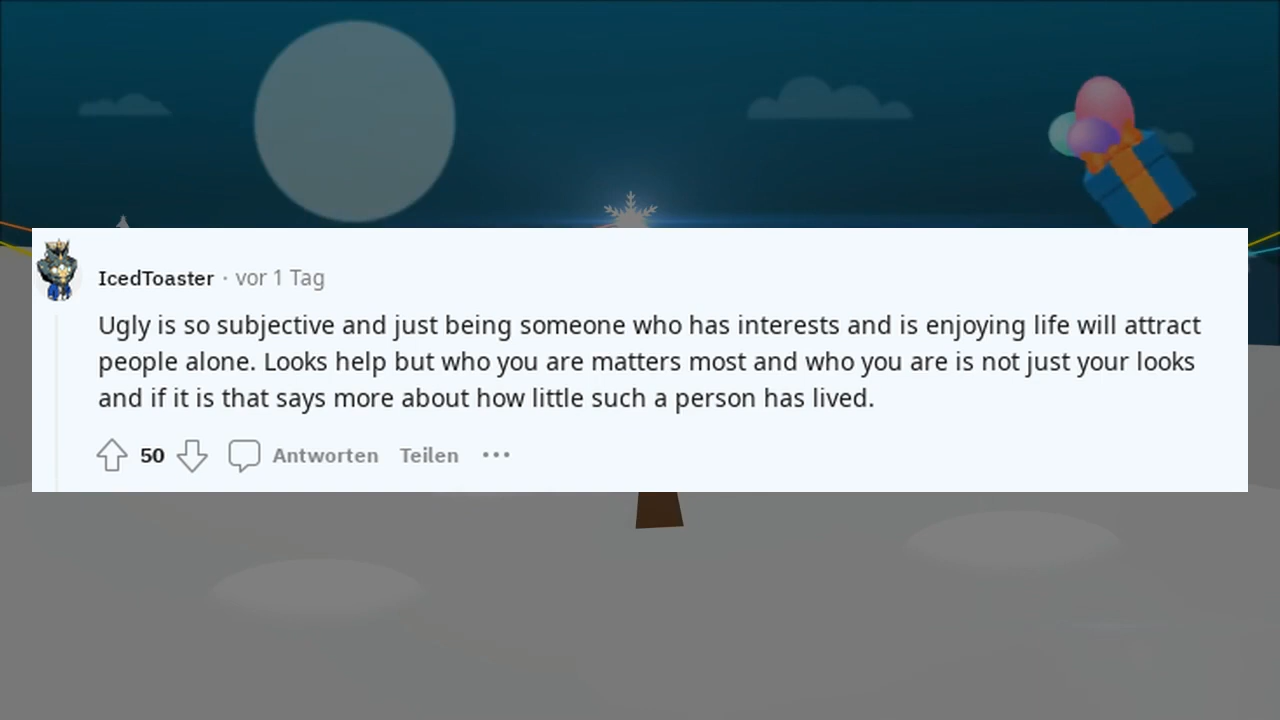 IcedToaster · vor 1 Tag
Ugly is so subjective and just being someone who has interests and is enjoying life will attract
people alone. Looks help but who you are matters most and who you are is not just your looks
and if it is that says more about how little such a person has lived.
50 Antworten Teilen ···